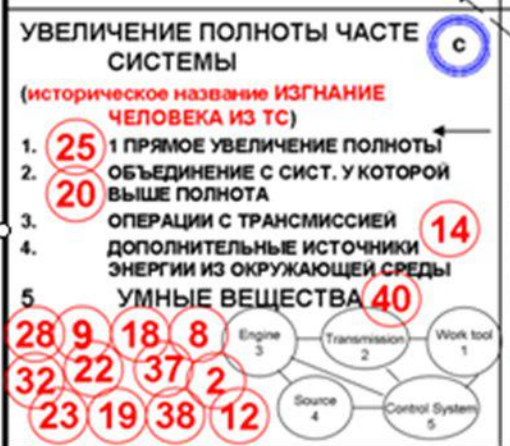 УВЕЛИЧЕНИЕ ПОЛНОТЫ ЧАСТЕ
СИСТЕМЫ
с
(историческое название ИЗГНАНИЕ
ЧЕЛОВЕКА ИЗ ТС)
1. 25 1 ПРЯМОЕ УВЕЛИЧЕНИЕ ПОЛНОТЫ
2. ОБЪЕДИНЕНИЕ С СИСТ. У КОТОРОЙ
20 ВЫШЕ ПОЛНОТА
3. ОПЕРАЦИИ С ТРАНСМИССИЕЙ 14
4. ДОПОЛНИТЕЛЬНЫЕ ИСТОЧНИКИ
ЭНЕРГИИ ИЗ ОКРУЖАЮЩЕЙ СРЕДЫ
5 УМНЫЕ ВЕЩЕСТВА 40
28 9 18 8
32 22 37 2
23 19 38 12
Engine
3
Transmission
2
Work tool
1
Source
4
Control System
5